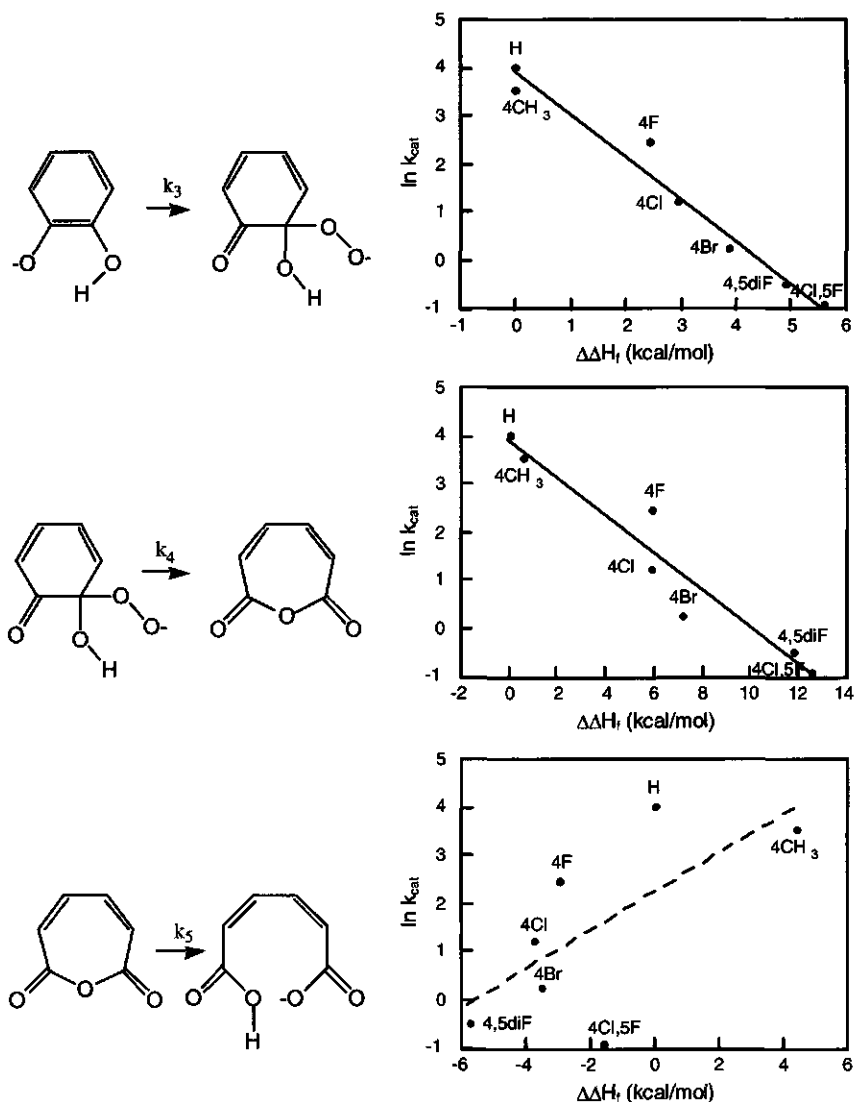 k3
-O
O
H
O
O
O-
O
H
ln kcat
5
4
3
2
1
0
-1
H
4CH3
4F
4Cl
4Br
4,5diF
4Cl,5F
-1 0 1 2 3 4 5 6
ΔΔHf (kcal/mol)
k4
O
O
O-
O
H
O
O
O
ln kcat
5
4
3
2
1
0
-1
H
4CH3
4F
4Cl
4Br
4,5diF
4Cl,5F
-2 0 2 4 6 8 10 12 14
ΔΔHf (kcal/mol)
k5
O
O
O
O
O
H
-O
O
ln kcat
5
4
3
2
1
0
-1
H
4CH3
4F
4Cl
4Br
4,5diF
4Cl,5F
-6 -4 -2 0 2 4 6
ΔΔHf (kcal/mol)